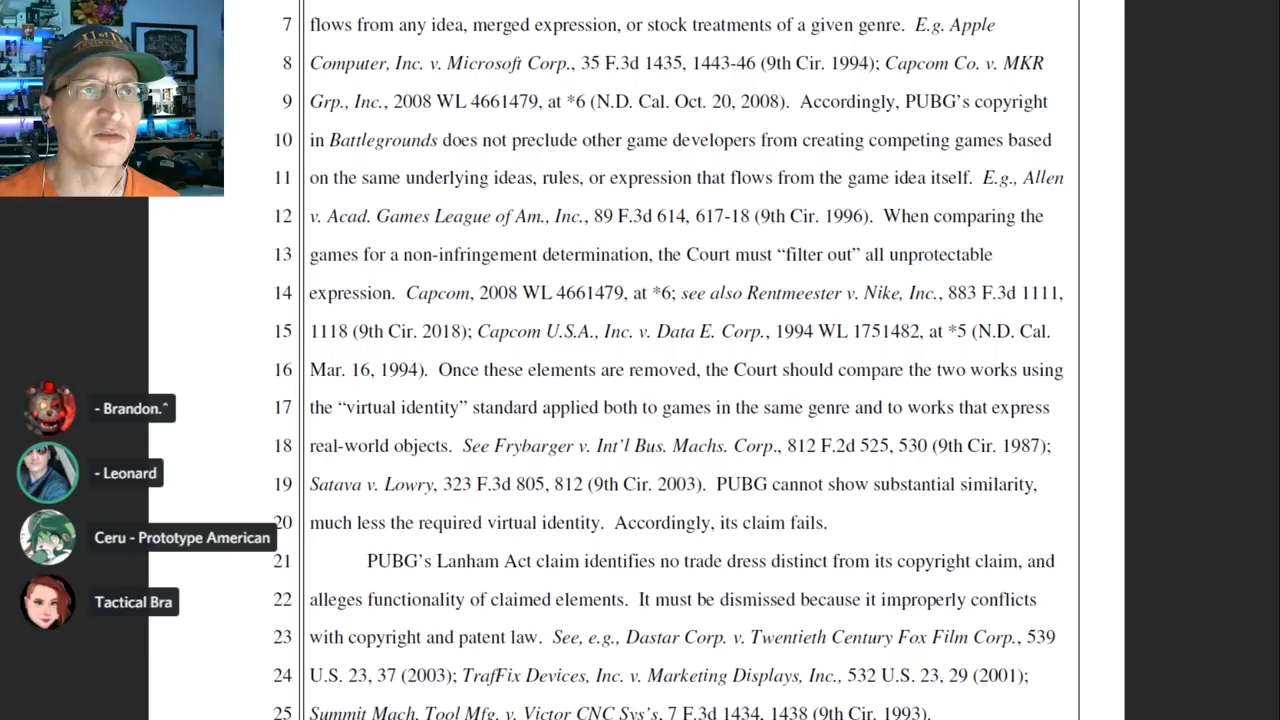 7 flows from any idea, merged expression, or stock treatments of a given genre. E.g. Apple
8 Computer, Inc. v. Microsoft Corp., 35 F.3d 1435, 1443-46 (9th Cir. 1994); Capcom Co. v. MKR
9 Grp., Inc., 2008 WL 4661479, at *6 (N.D. Cal. Oct. 20, 2008). Accordingly, PUBG’s copyright
10 in Battlegrounds does not preclude other game developers from creating competing games based
11 on the same underlying ideas, rules, or expression that flows from the game idea itself. E.g., Allen
12 v. Acad. Games League of Am., Inc., 89 F.3d 614, 617-18 (9th Cir. 1996). When comparing the
13 games for a non-infringement determination, the Court must “filter out” all unprotectable
14 expression. Capcom, 2008 WL 4661479, at *6; see also Rentmeester v. Nike, Inc., 883 F.3d 1111,
15 1118 (9th Cir. 2018); Capcom U.S.A., Inc. v. Data E. Corp., 1994 WL 1751482, at *5 (N.D. Cal.
16 Mar. 16, 1994). Once these elements are removed, the Court should compare the two works using
17 the “virtual identity” standard applied both to games in the same genre and to works that express
18 real-world objects. See Frybarger v. Int’l Bus. Machs. Corp., 812 F.2d 525, 530 (9th Cir. 1987);
19 Satava v. Lowry, 323 F.3d 805, 812 (9th Cir. 2003). PUBG cannot show substantial similarity,
20 much less the required virtual identity. Accordingly, its claim fails.
21 PUBG’s Lanham Act claim identifies no trade dress distinct from its copyright claim, and
22 alleges functionality of claimed elements. It must be dismissed because it improperly conflicts
23 with copyright and patent law. See, e.g., Dastar Corp. v. Twentieth Century Fox Film Corp., 539
24 U.S. 23, 37 (2003); TrafFix Devices, Inc. v. Marketing Displays, Inc., 532 U.S. 23, 29 (2001);
25 Summit Mach. Tool Mfg. v. Victor CNC Sys’s, 7 F.3d 1434, 1438 (9th Cir. 1993).
- Brandon.^
- Leonard
Ceru - Prototype American
Tactical Bra